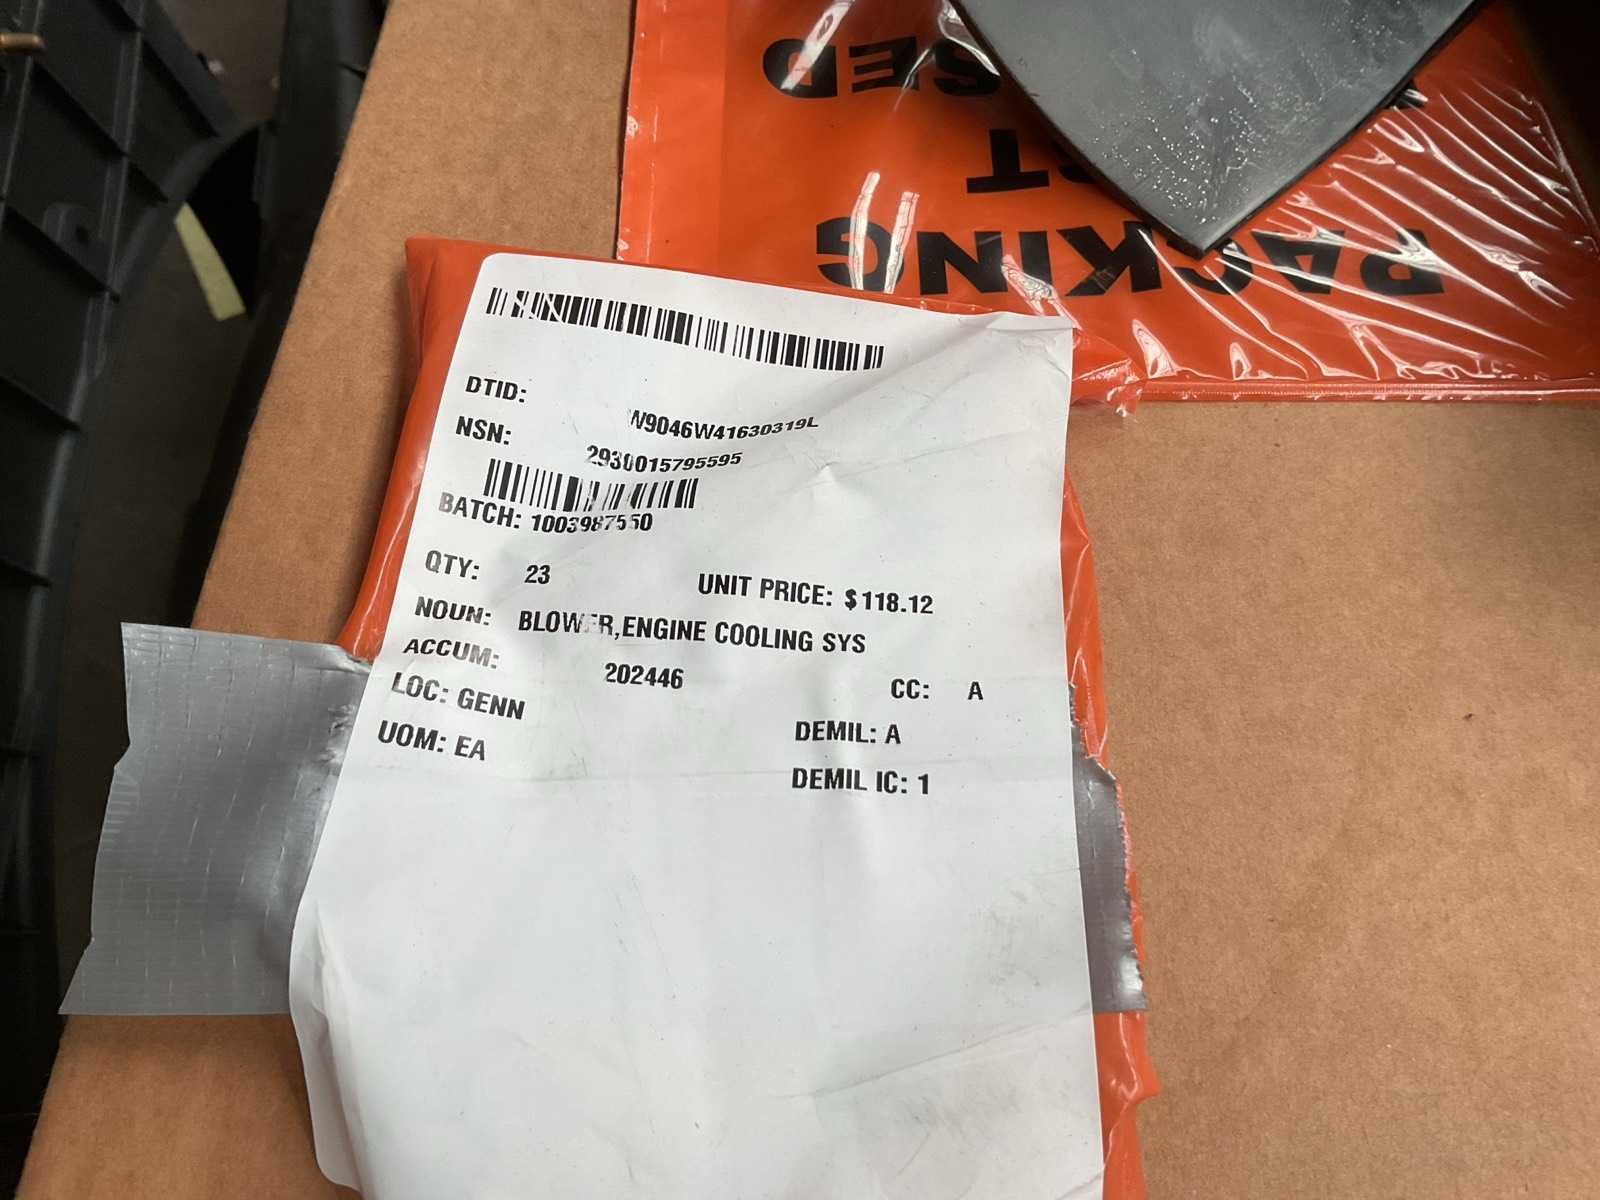 PACKING
DTID: W9046W41630319L
NSN: 2930015795595
BATCH: 1003987550
QTY: 23 UNIT PRICE: $118.12
NOUN: BLOWER,ENGINE COOLING SYS
ACCUM: 202446
CC: A
LOC: GENN
DEMIL: A
UOM: EA
DEMIL IC: 1